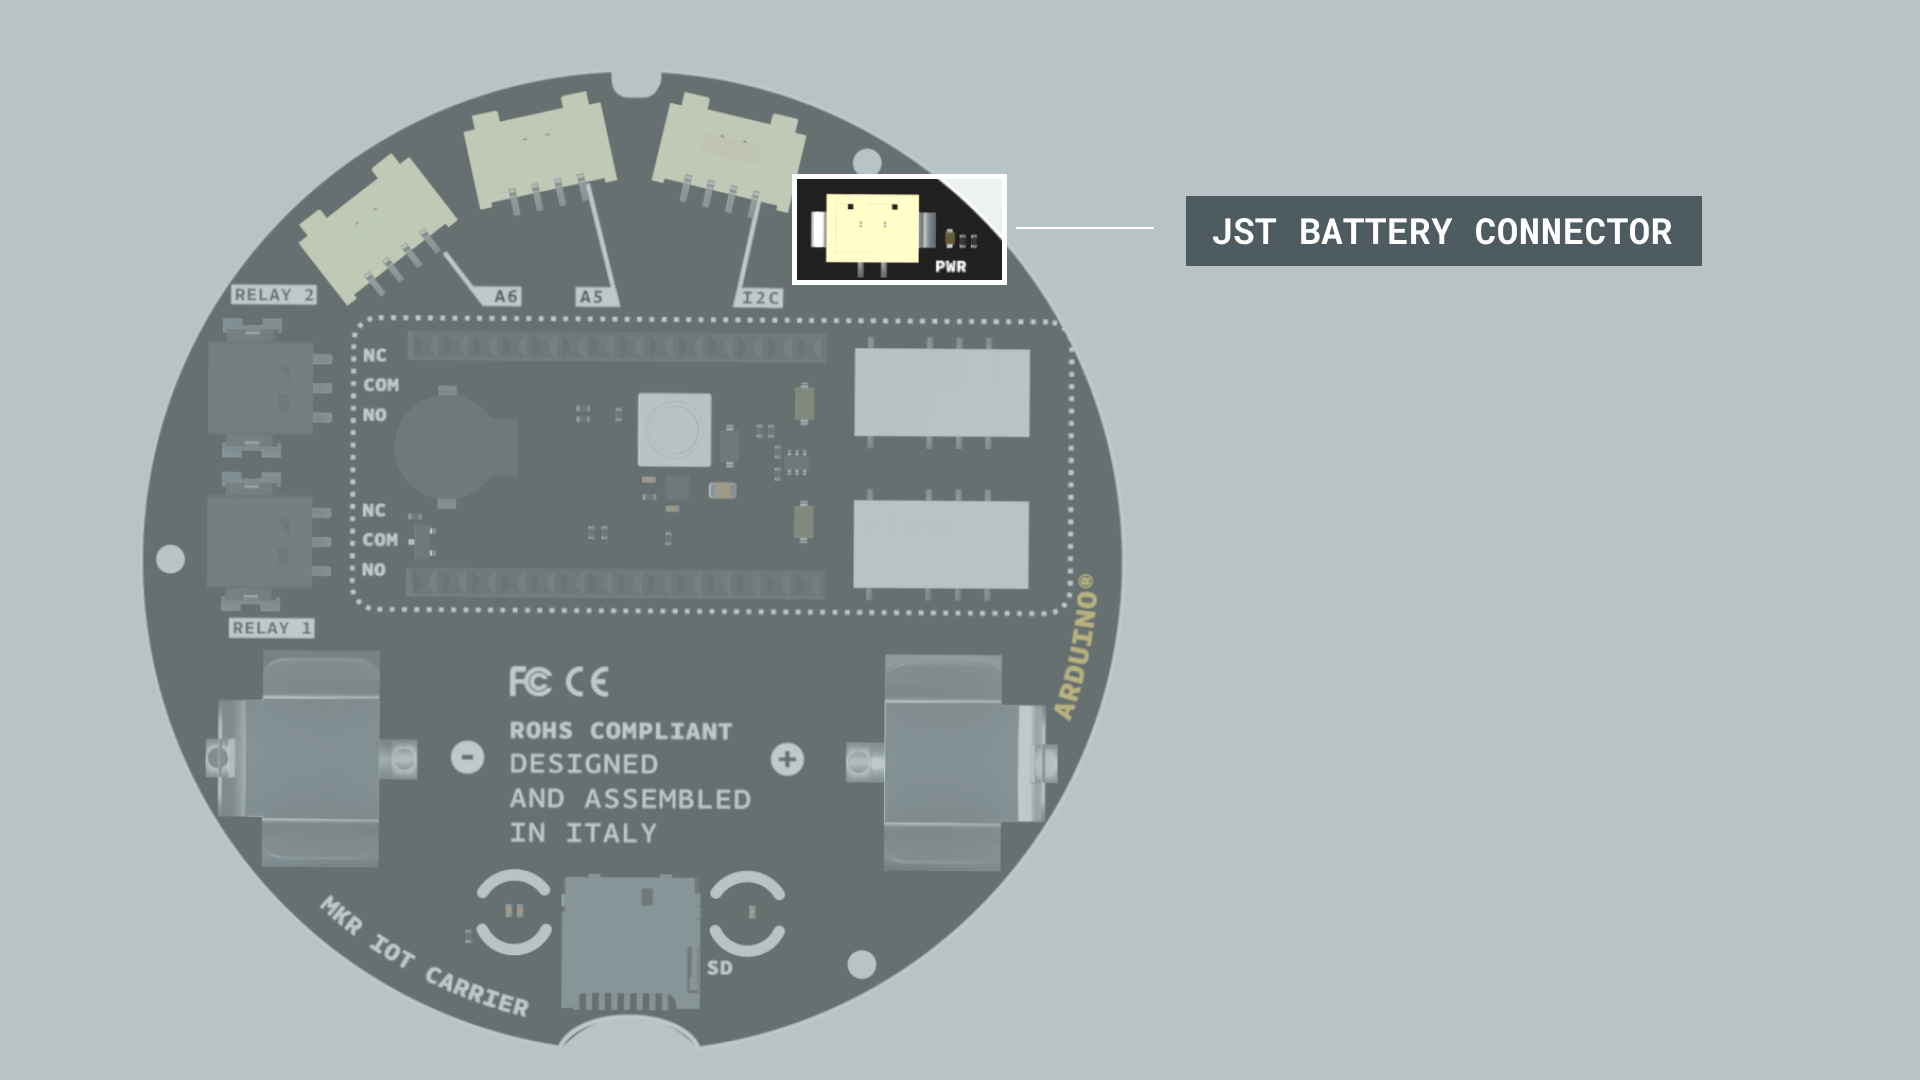 JST BATTERY CONNECTOR
PWR
RELAY 2
A6
A5
I2C
NC
COM
NO
NC
COM
NO
RELAY 1
ARDUINO®
FC CE
ROHS COMPLIANT
-
+
DESIGNED
AND ASSEMBLED
IN ITALY
SD
MKR IOT CARRIER